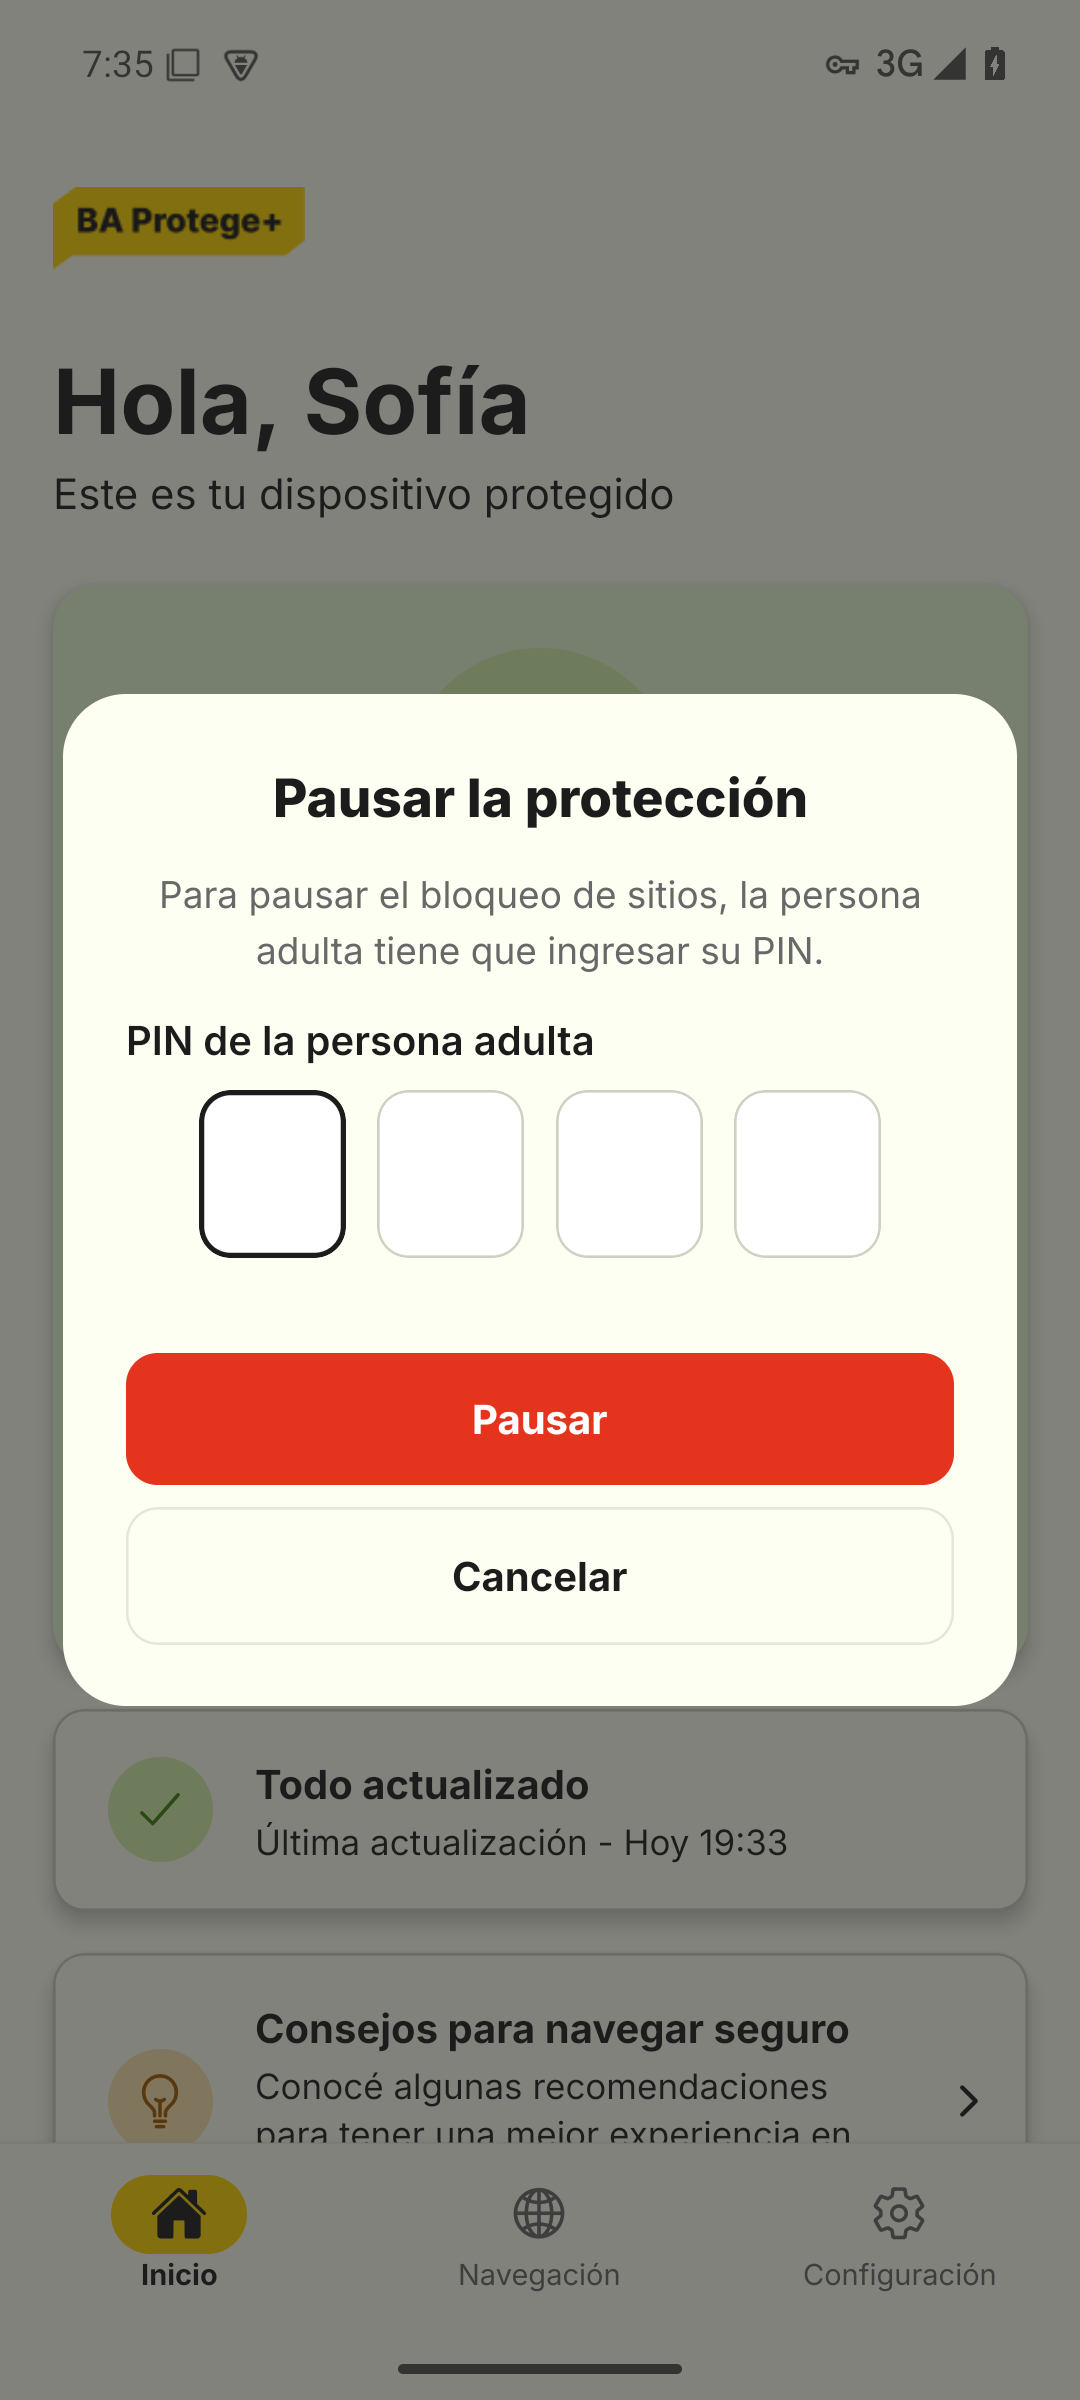 7:35
3G
BA Protege+
Hola, Sofía
Este es tu dispositivo protegido
Pausar la protección
Para pausar el bloqueo de sitios, la persona
adulta tiene que ingresar su PIN.
PIN de la persona adulta
Pausar
Cancelar
Todo actualizado
Última actualización - Hoy 19:33
Consejos para navegar seguro
Conocé algunas recomendaciones
para tener una mejor experiencia en
Inicio
Navegación
Configuración